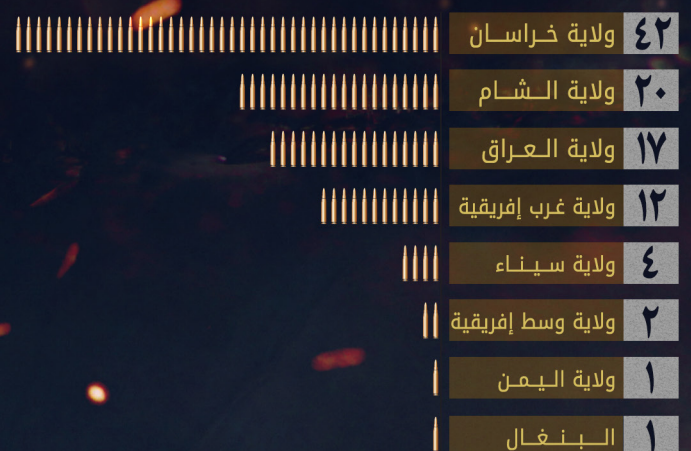 ٤٢ ولاية خراسان
٢٠ ولاية الشام
١٧ ولاية العراق
١٢ ولاية غرب إفريقية
٤ ولاية سيناء
٢ ولاية وسط إفريقية
١ ولاية اليمن
١ البنغال